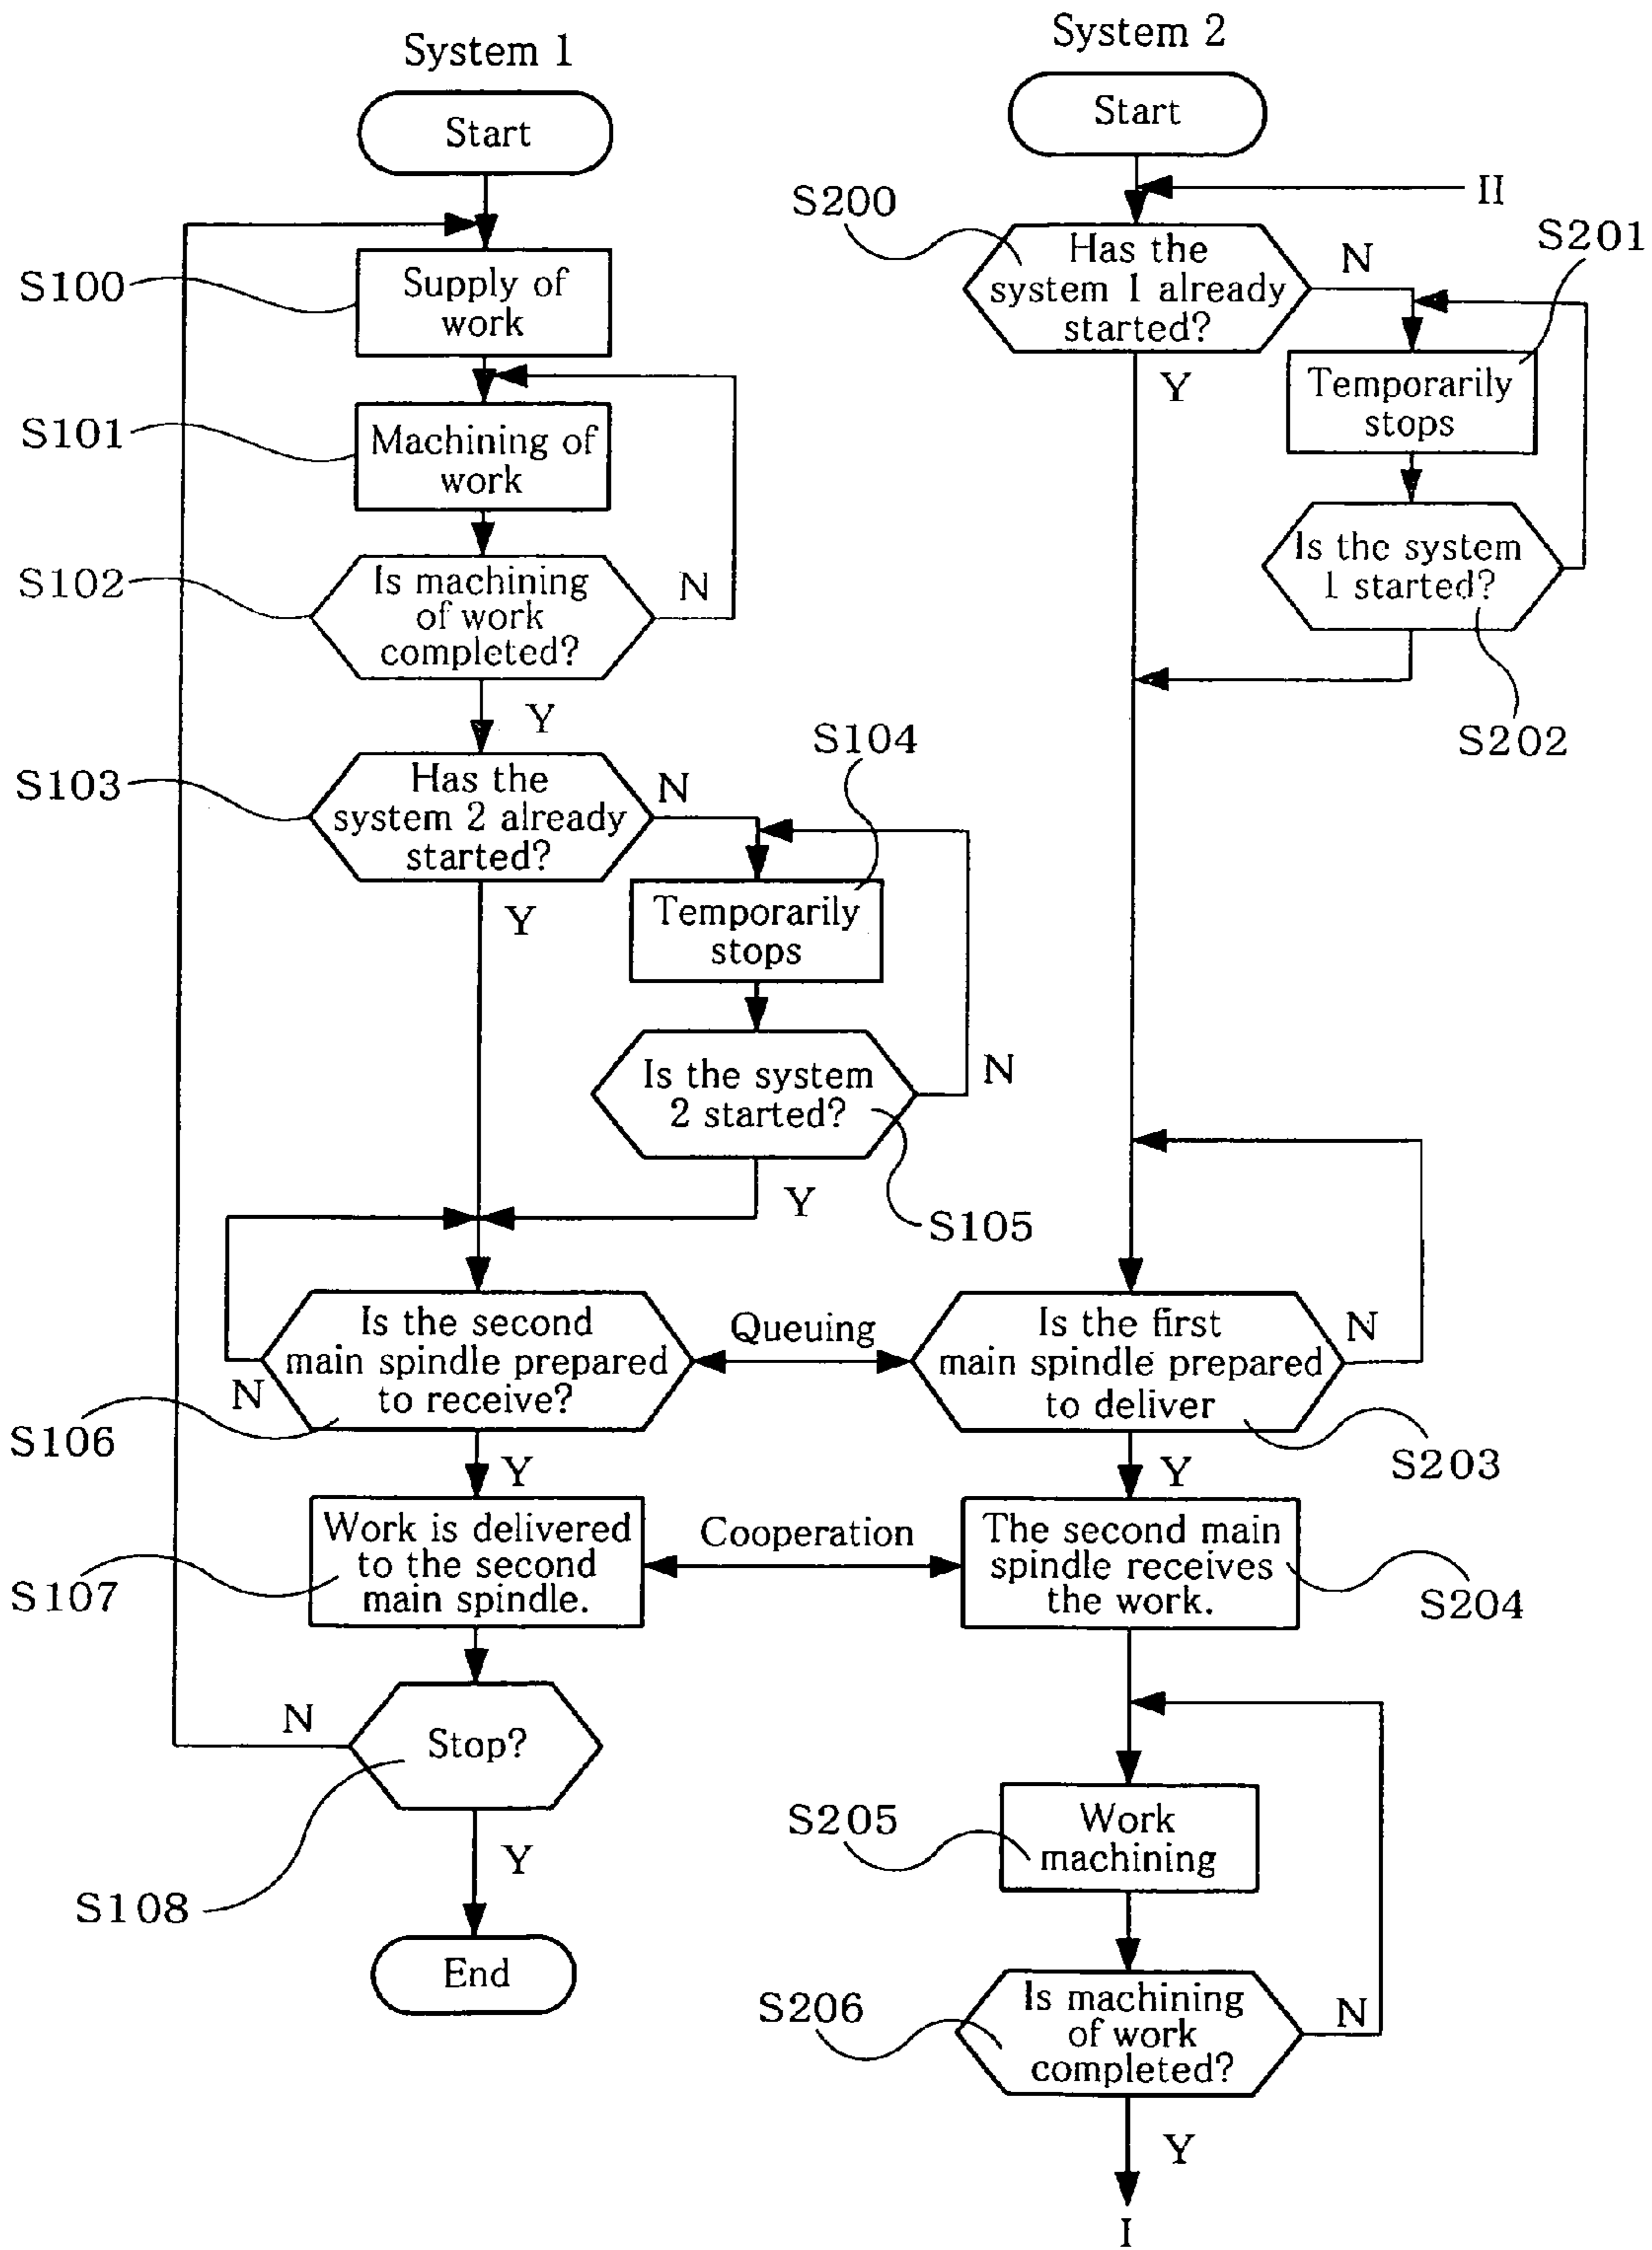 System 1
Start
S100
Supply of
work
S101
Machining of
work
S102
Is machining
of work
completed?
N
Y
S103
Has the
system 2 already
started?
N
Y
S104
Temporarily
stops
Is the system
2 started?
N
Y
S105
Is the second
main spindle prepared
to receive?
N
S106
Y
Queuing
Work is delivered
to the second
main spindle.
S107
Cooperation
Stop?
N
S108
Y
End
System 2
Start
II
S200
Has the
system 1 already
started?
N
Y
S201
Temporarily
stops
Is the system
1 started?
S202
Is the first
main spindle prepared
to deliver
N
S203
Y
The second main
spindle receives
the work.
S204
S205
Work
machining
S206
Is machining
of work
completed?
N
Y
I